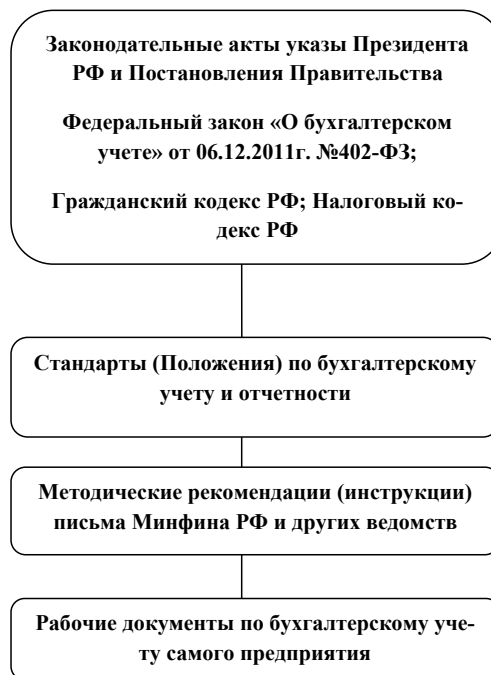 Законодательные акты указы Президента
РФ и Постановления Правительства
Федеральный закон «О бухгалтерском
учете» от 06.12.2011г. №402-ФЗ;
Гражданский кодекс РФ; Налоговый ко-
декс РФ
Стандарты (Положения) по бухгалтерскому
учету и отчетности
Методические рекомендации (инструкции)
письма Минфина РФ и других ведомств
Рабочие документы по бухгалтерскому уче-
ту самого предприятия